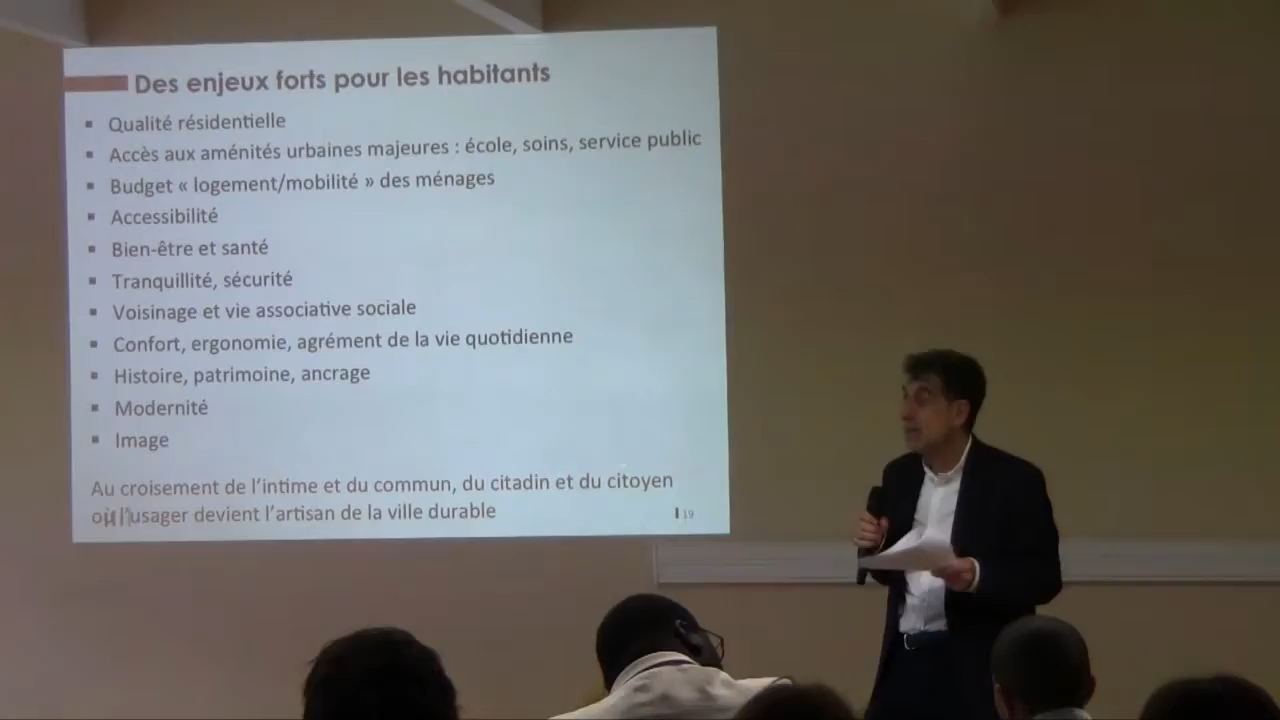 Des enjeux forts pour les habitants
▪ Qualité résidentielle
▪ Accès aux aménités urbaines majeures : école, soins, service public
▪ Budget « logement/mobilité » des ménages
▪ Accessibilité
▪ Bien-être et santé
▪ Tranquillité, sécurité
▪ Voisinage et vie associative sociale
▪ Confort, ergonomie, agrément de la vie quotidienne
▪ Histoire, patrimoine, ancrage
▪ Modernité
▪ Image
Au croisement de l'intime et du commun, du citadin et du citoyen
où l'usager devient l'artisan de la ville durable
19